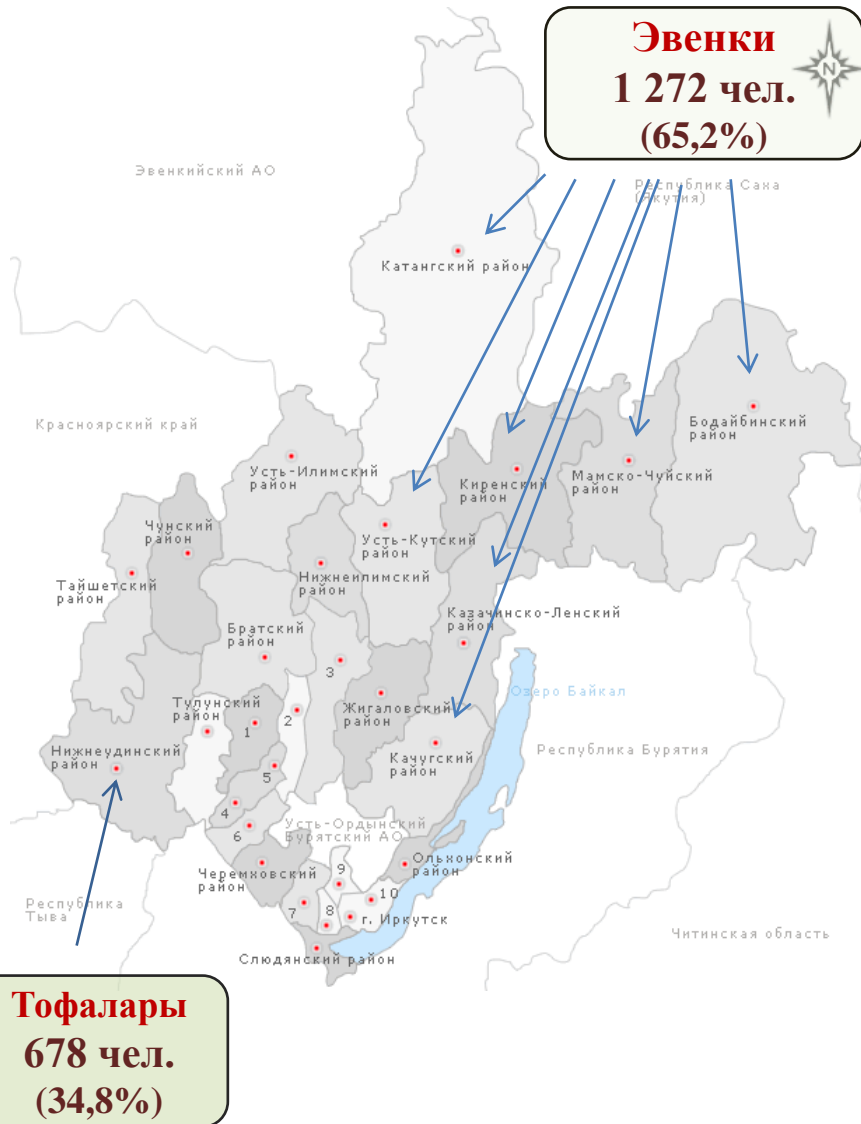 Эвенки
1 272 чел.
(65,2%)
N
Эвенкийский АО
Республика Саха
(Якутия)
Катангский район
Красноярский край
Бодайбинский
район
Усть-Илимский
район
Киренский
район
Мамско-Чуйский
район
Чунский
район
Усть-Кутский
район
Тайшетский
район
Нижнеилимский
район
Казачинско-Ленский
район
Братский
район
3
Озеро Байкал
Тулунский
район
2
1
Жигаловский
район
Нижнеудинский
район
Качугский
район
Республика Бурятия
5
4
6
Усть-Ордынский
Бурятский АО
Черемховский
район
Ольхонский
район
9
10
7
8
г. Иркутск
Республика
Тыва
Читинская область
Слюдянский район
Тофалары
678 чел.
(34,8%)